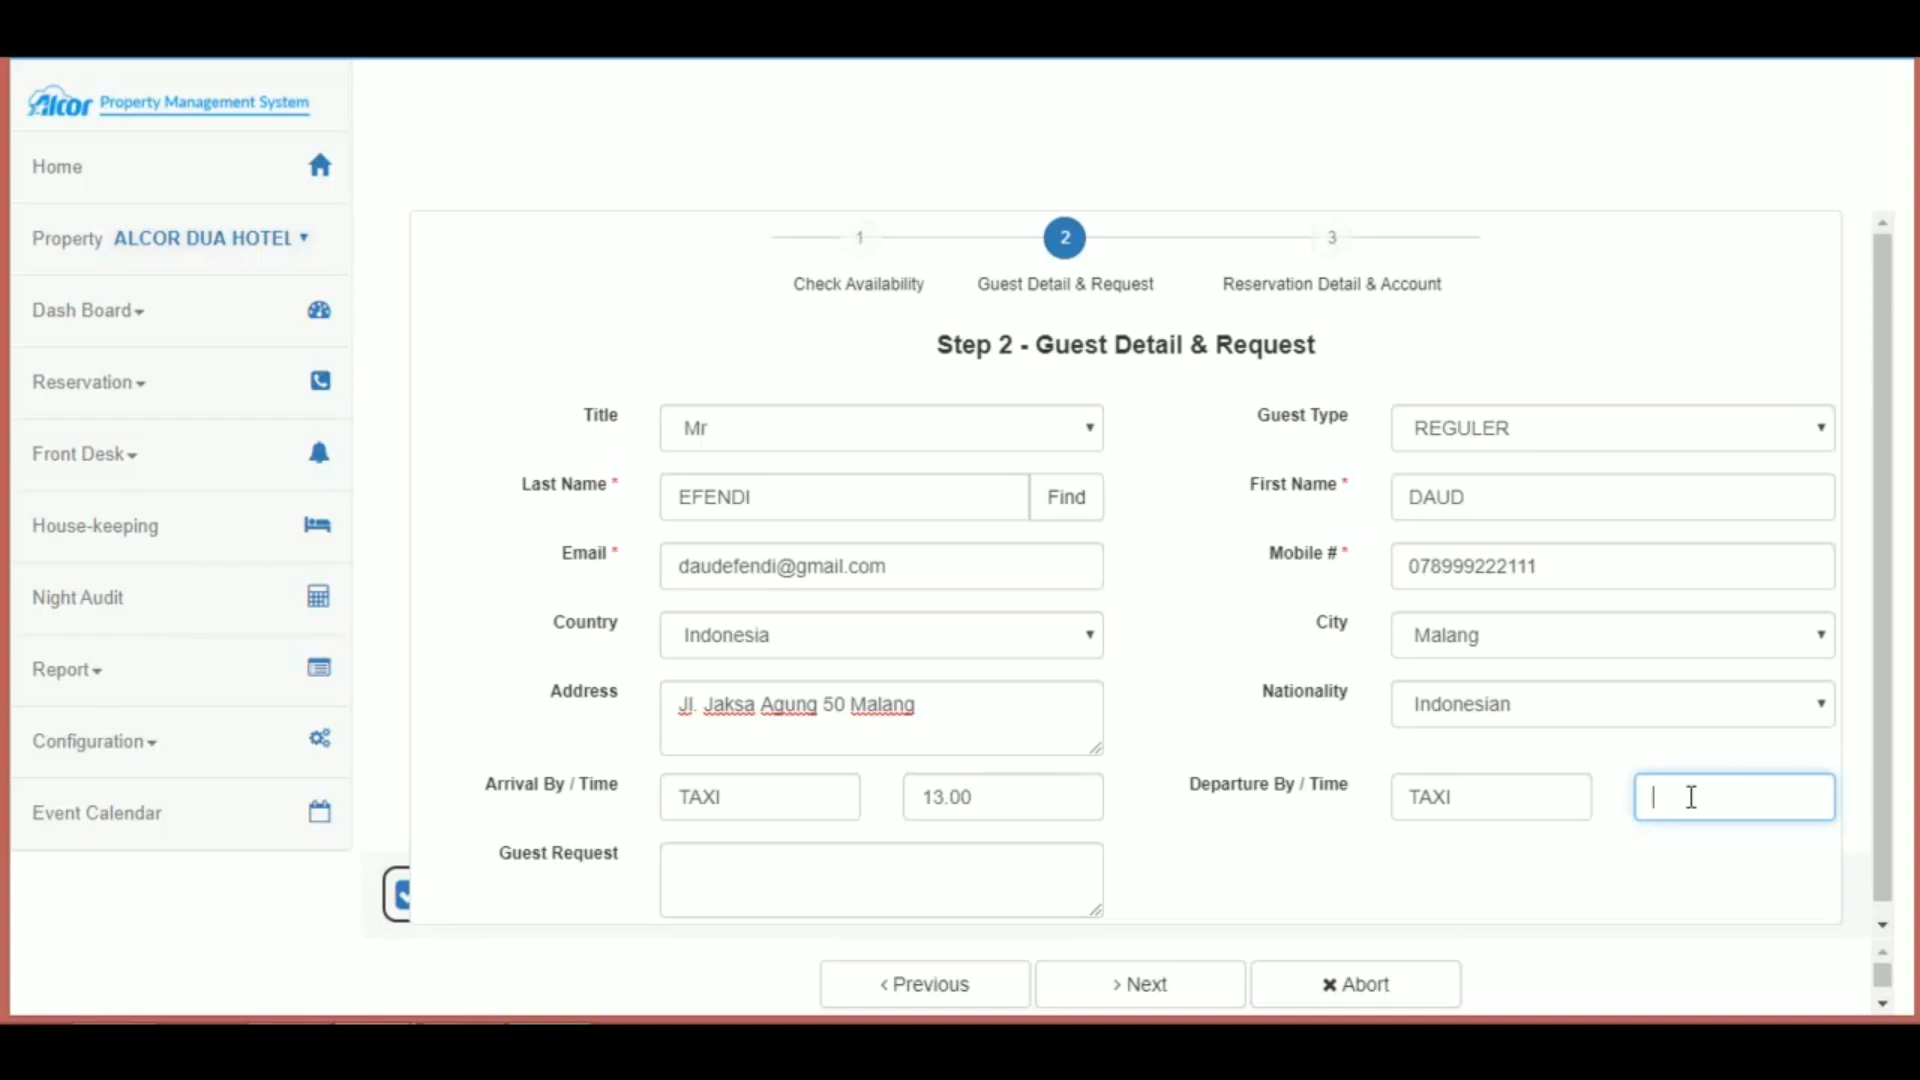 Alcor Property Management System
Home
Property ALCOR DUA HOTEL
Dash Board
Reservation
Front Desk
House-keeping
Night Audit
Report
Configuration
Event Calendar
1 2 3
Check Availability Guest Detail & Request Reservation Detail & Account
Step 2 - Guest Detail & Request
Title Mr Guest Type REGULER
Last Name * EFENDI Find First Name * DAUD
Email * daudefendi@gmail.com Mobile # * 078999222111
Country Indonesia City Malang
Address Jl. Jaksa Agung 50 Malang Nationality Indonesian
Arrival By / Time TAXI 13.00 Departure By / Time TAXI
Guest Request
‹ Previous › Next ✖ Abort